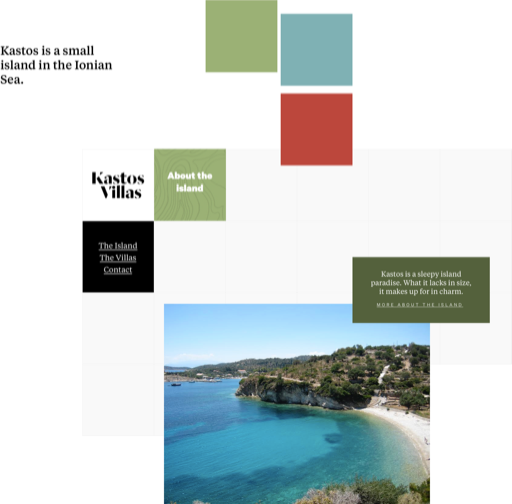 Kastos is a small
island in the Ionian
Sea.
Kastos
Villas
About the
island
The Island
The Villas
Contact
Kastos is a sleepy island
paradise. What it lacks in size,
it makes up for in charm.
MORE ABOUT THE ISLAND